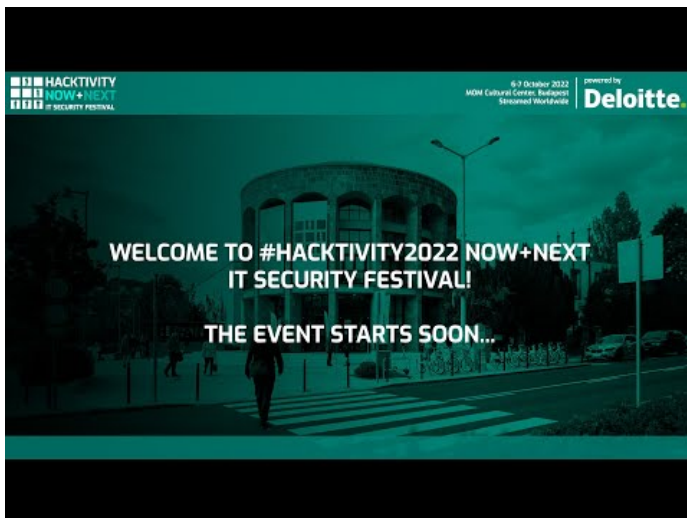 HACKTIVITY
NOW+NEXT
IT SECURITY FESTIVAL
6-7 October 2022
MOM Cultural Center, Budapest
Streamed Worldwide
powered by
Deloitte.
WELCOME TO #HACKTIVITY2022 NOW+NEXT
IT SECURITY FESTIVAL!
THE EVENT STARTS SOON...